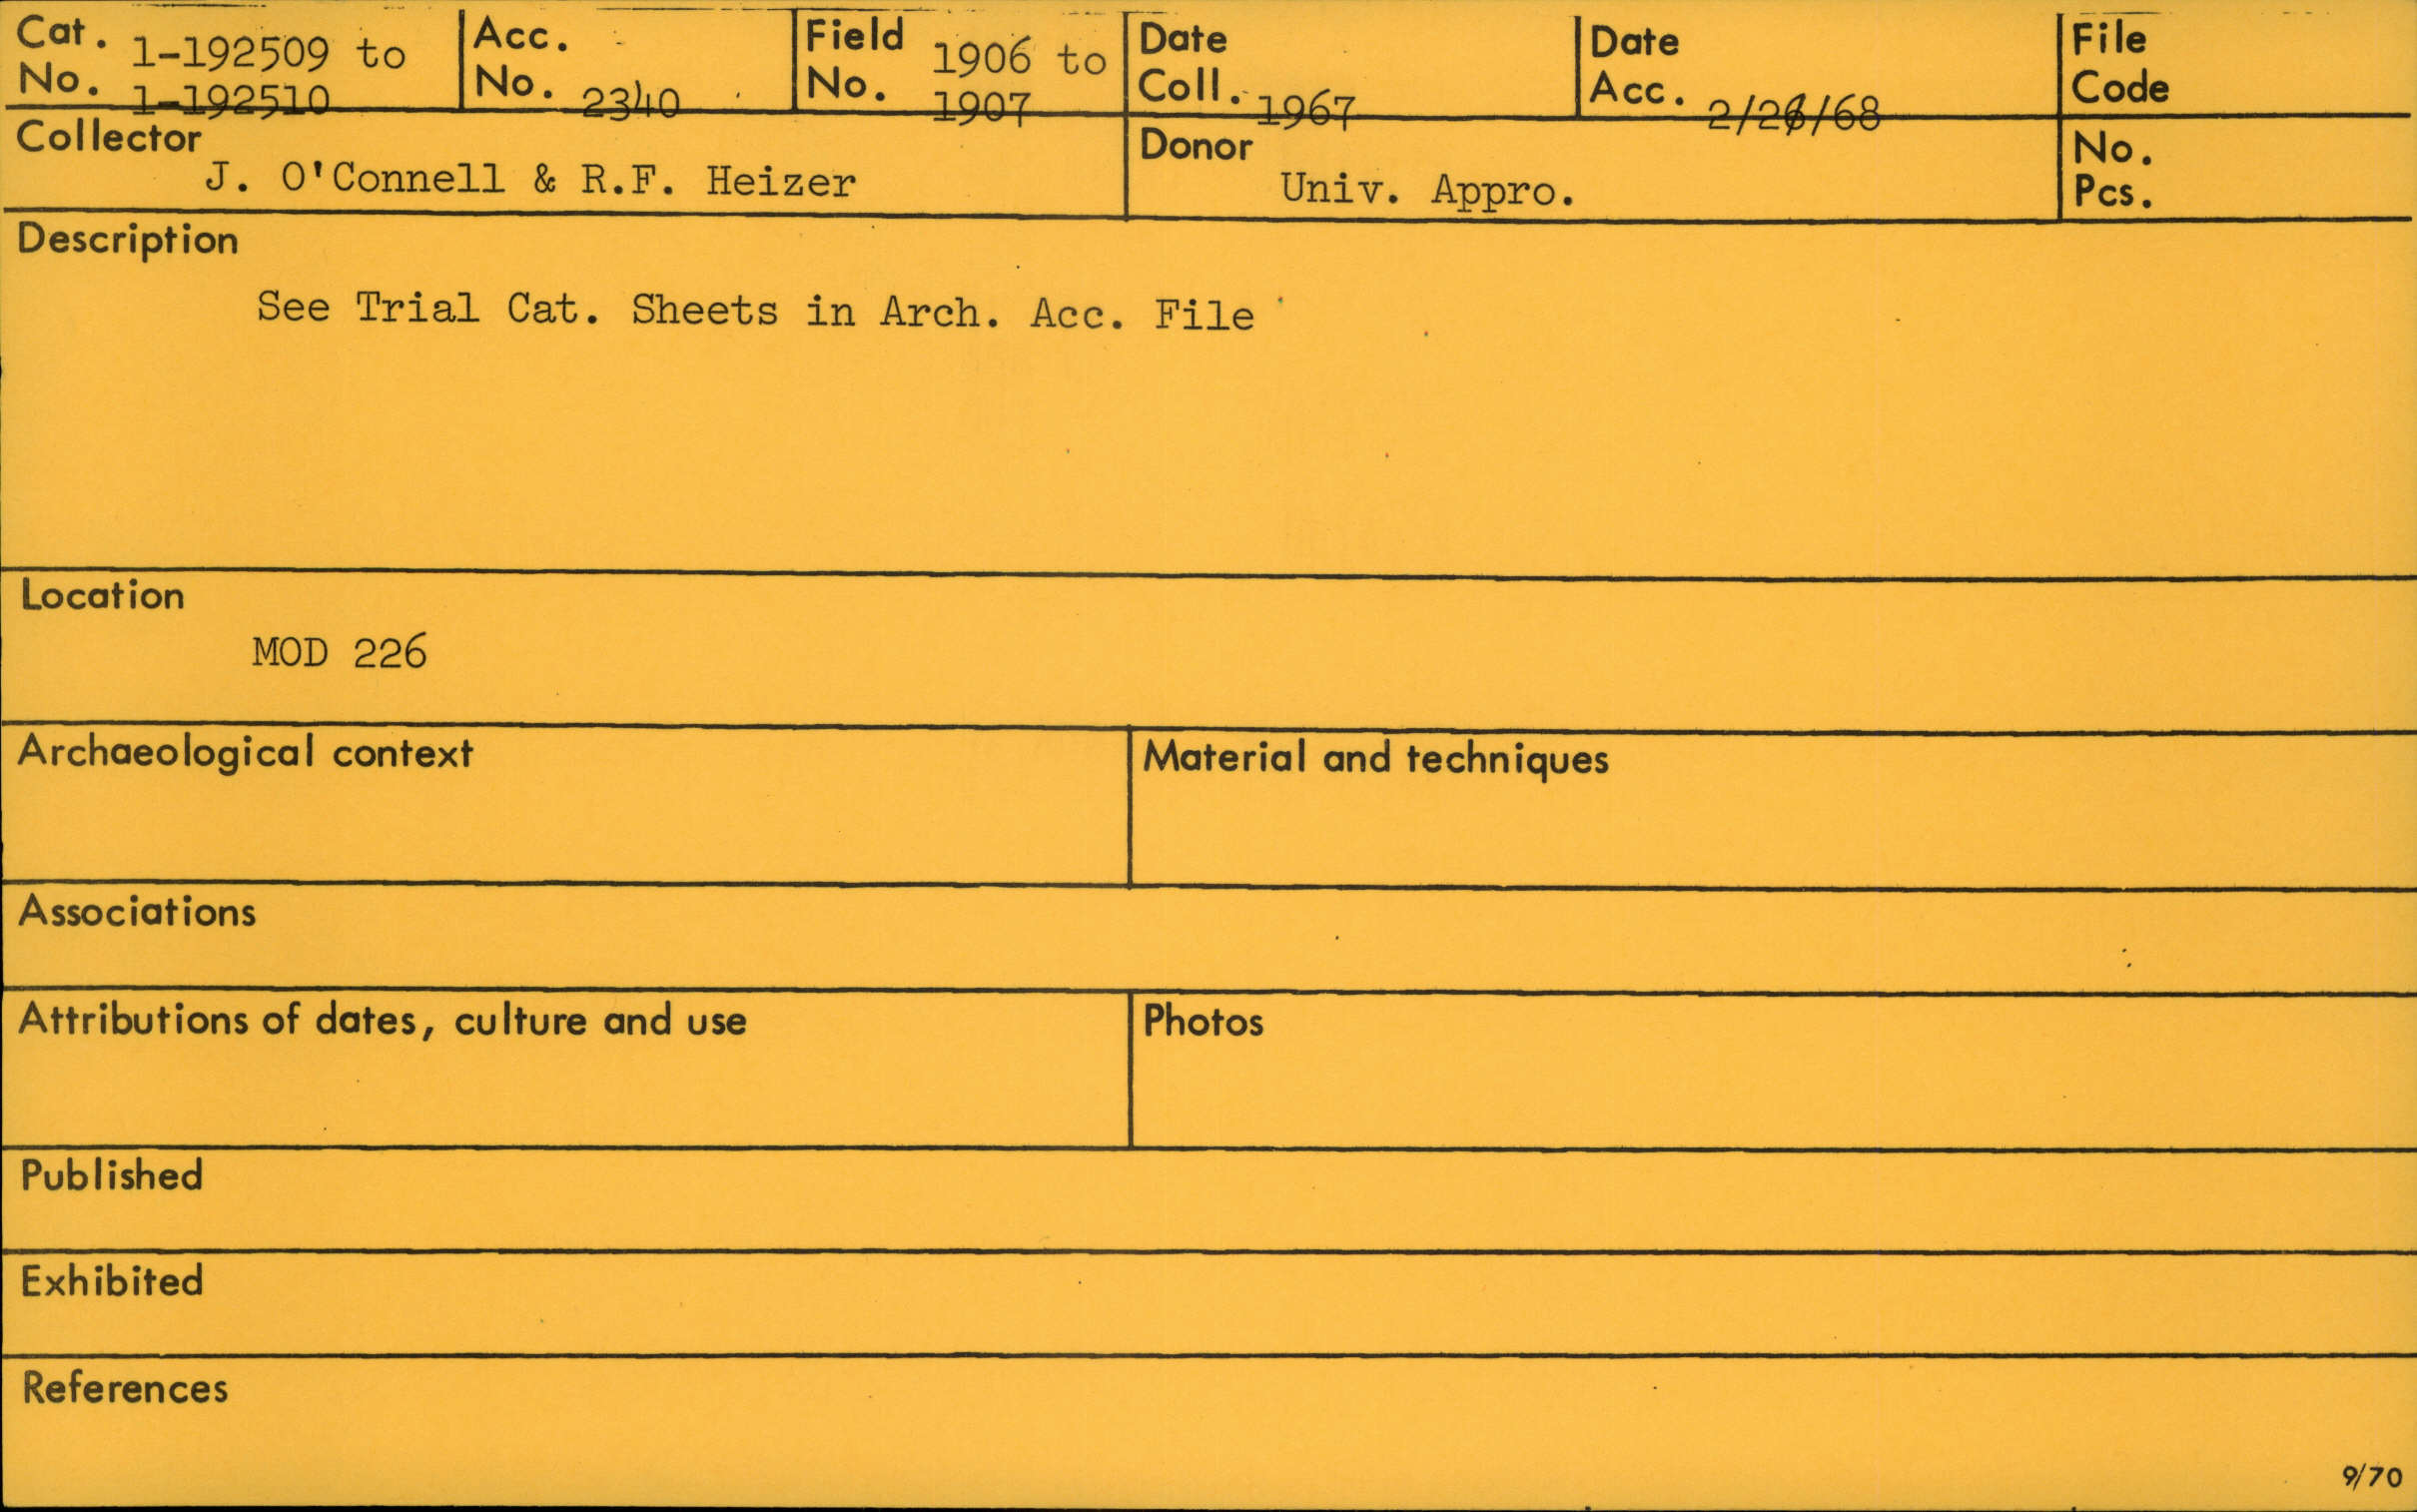 Cat. No. 1-192509 to 1-192510
Acc. No. 2340
Field No. 1906 to 1907
Date Coll. 1967
Date Acc. 2/26/68
File Code
Collector
J. O'Connell & R.F. Heizer
Donor
Univ. Appro.
No. Pcs.
Description
See Trial Cat. Sheets in Arch. Acc. File
Location
MOD 226
Archaeological context
Material and techniques
Associations
Attributions of dates, culture and use
Photos
Published
Exhibited
References
9/70